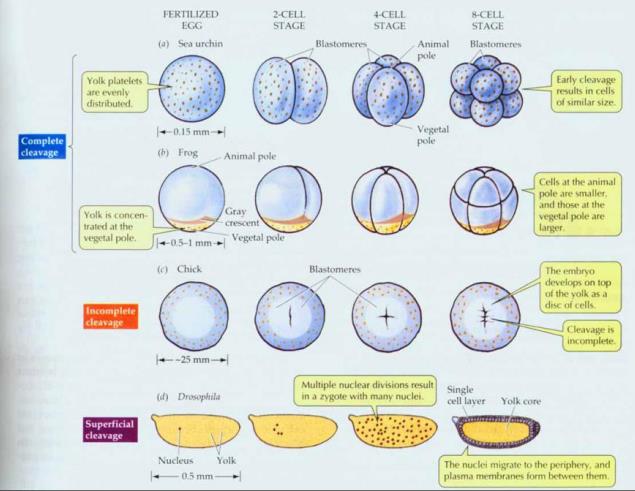 FERTILIZED
EGG
2-CELL
STAGE
4-CELL
STAGE
8-CELL
STAGE
(a) Sea urchin
Blastomeres
Animal
pole
Blastomeres
Yolk platelets
are evenly
distributed.
Early cleavage
results in cells
of similar size.
0.15 mm
Vegetal
pole
Complete
cleavage
(b) Frog
Animal pole
Yolk is concen-
trated at the
vegetal pole.
Gray
crescent
Vegetal pole
0.5–1 mm
Cells at the animal
pole are smaller,
and those at the
vegetal pole are
larger.
(c) Chick
Blastomeres
The embryo
develops on top
of the yolk as a
disc of cells.
Incomplete
cleavage
Cleavage is
incomplete.
~25 mm
(d) Drosophila
Multiple nuclear divisions result
in a zygote with many nuclei.
Single
cell layer
Yolk core
Superficial
cleavage
Nucleus
Yolk
0.5 mm
The nuclei migrate to the periphery, and
plasma membranes form between them.